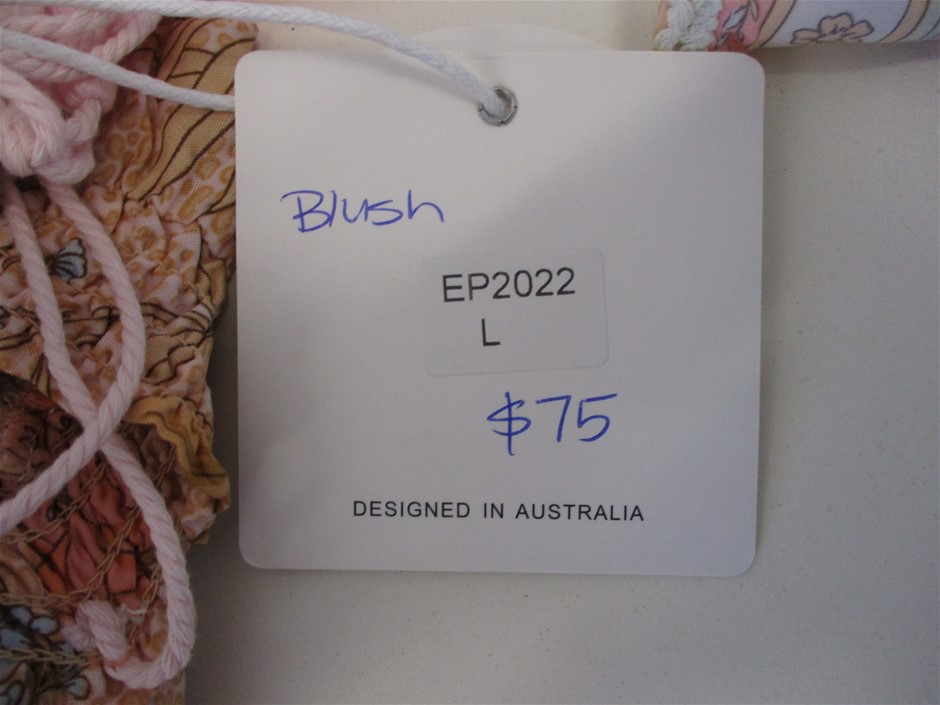 Blush
EP2022
L
$75
DESIGNED IN AUSTRALIA